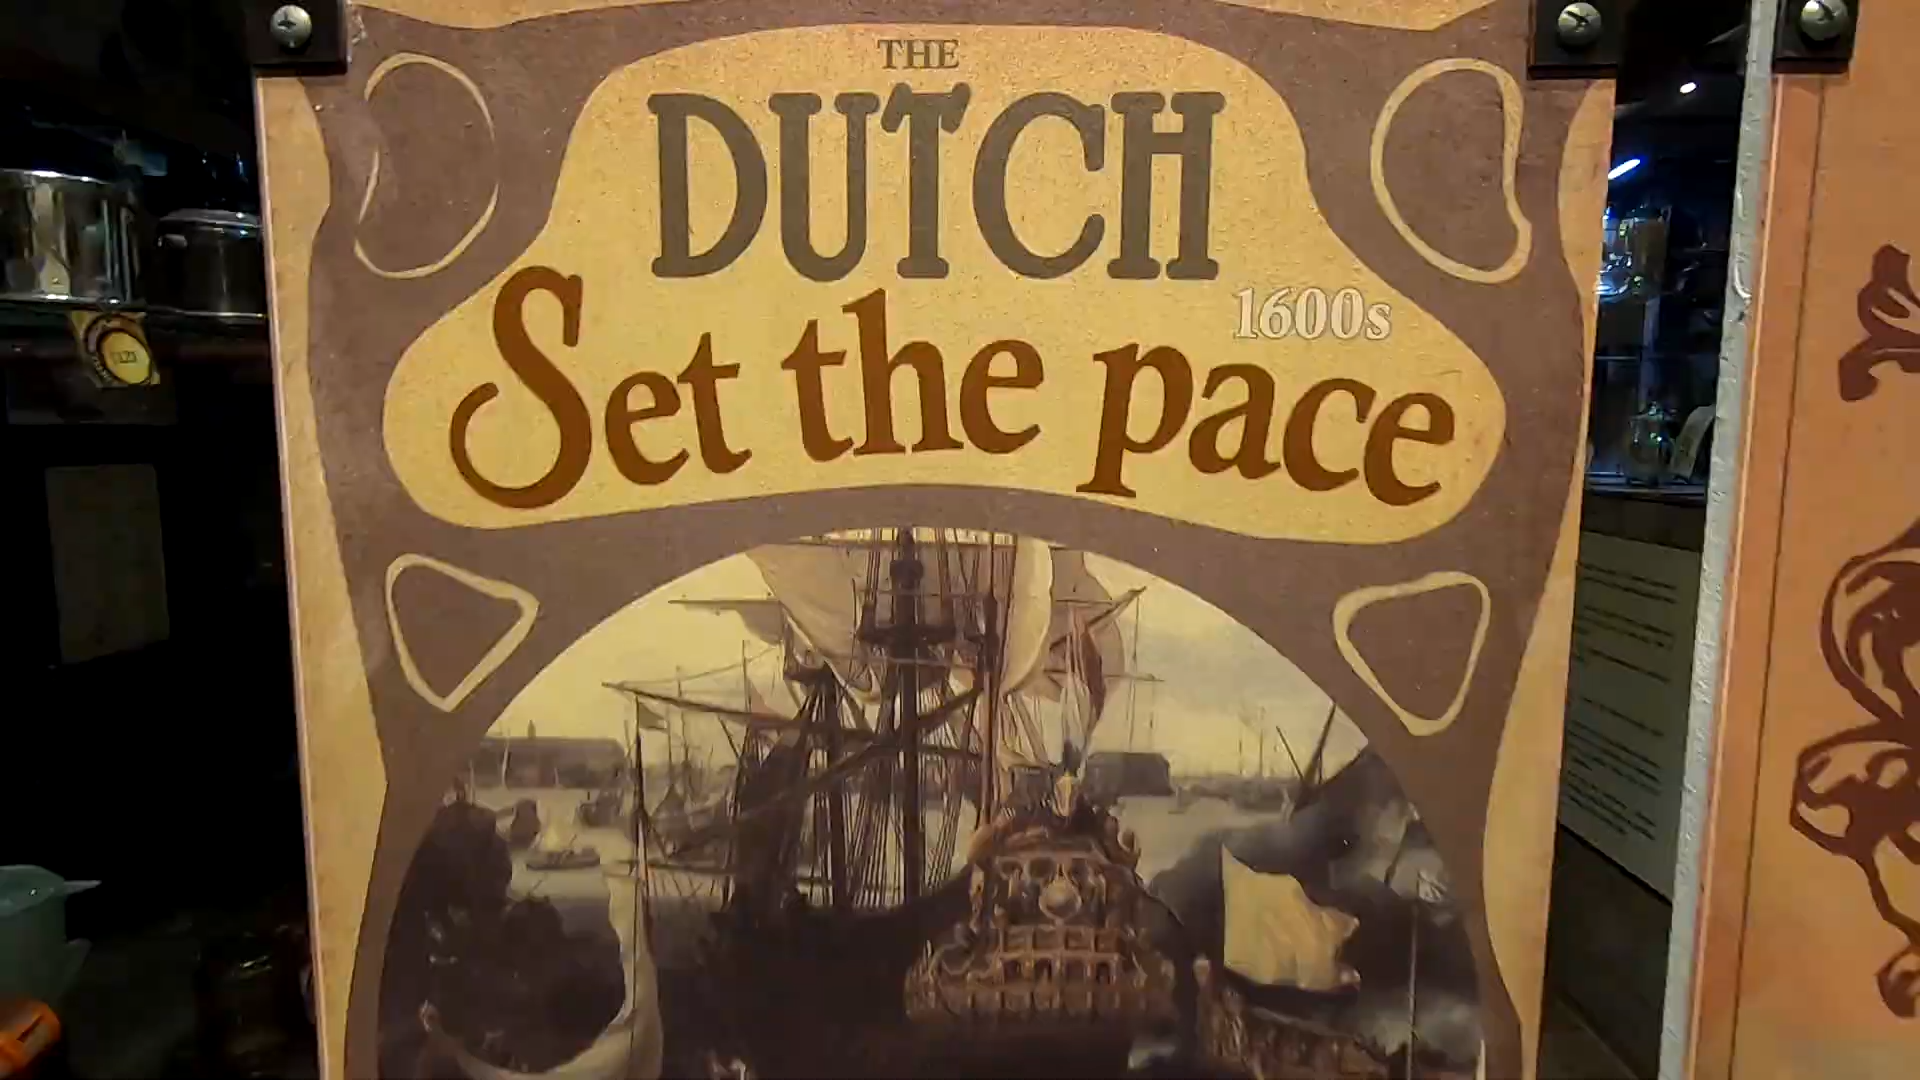 THE
DUTCH
1600s
Set the pace